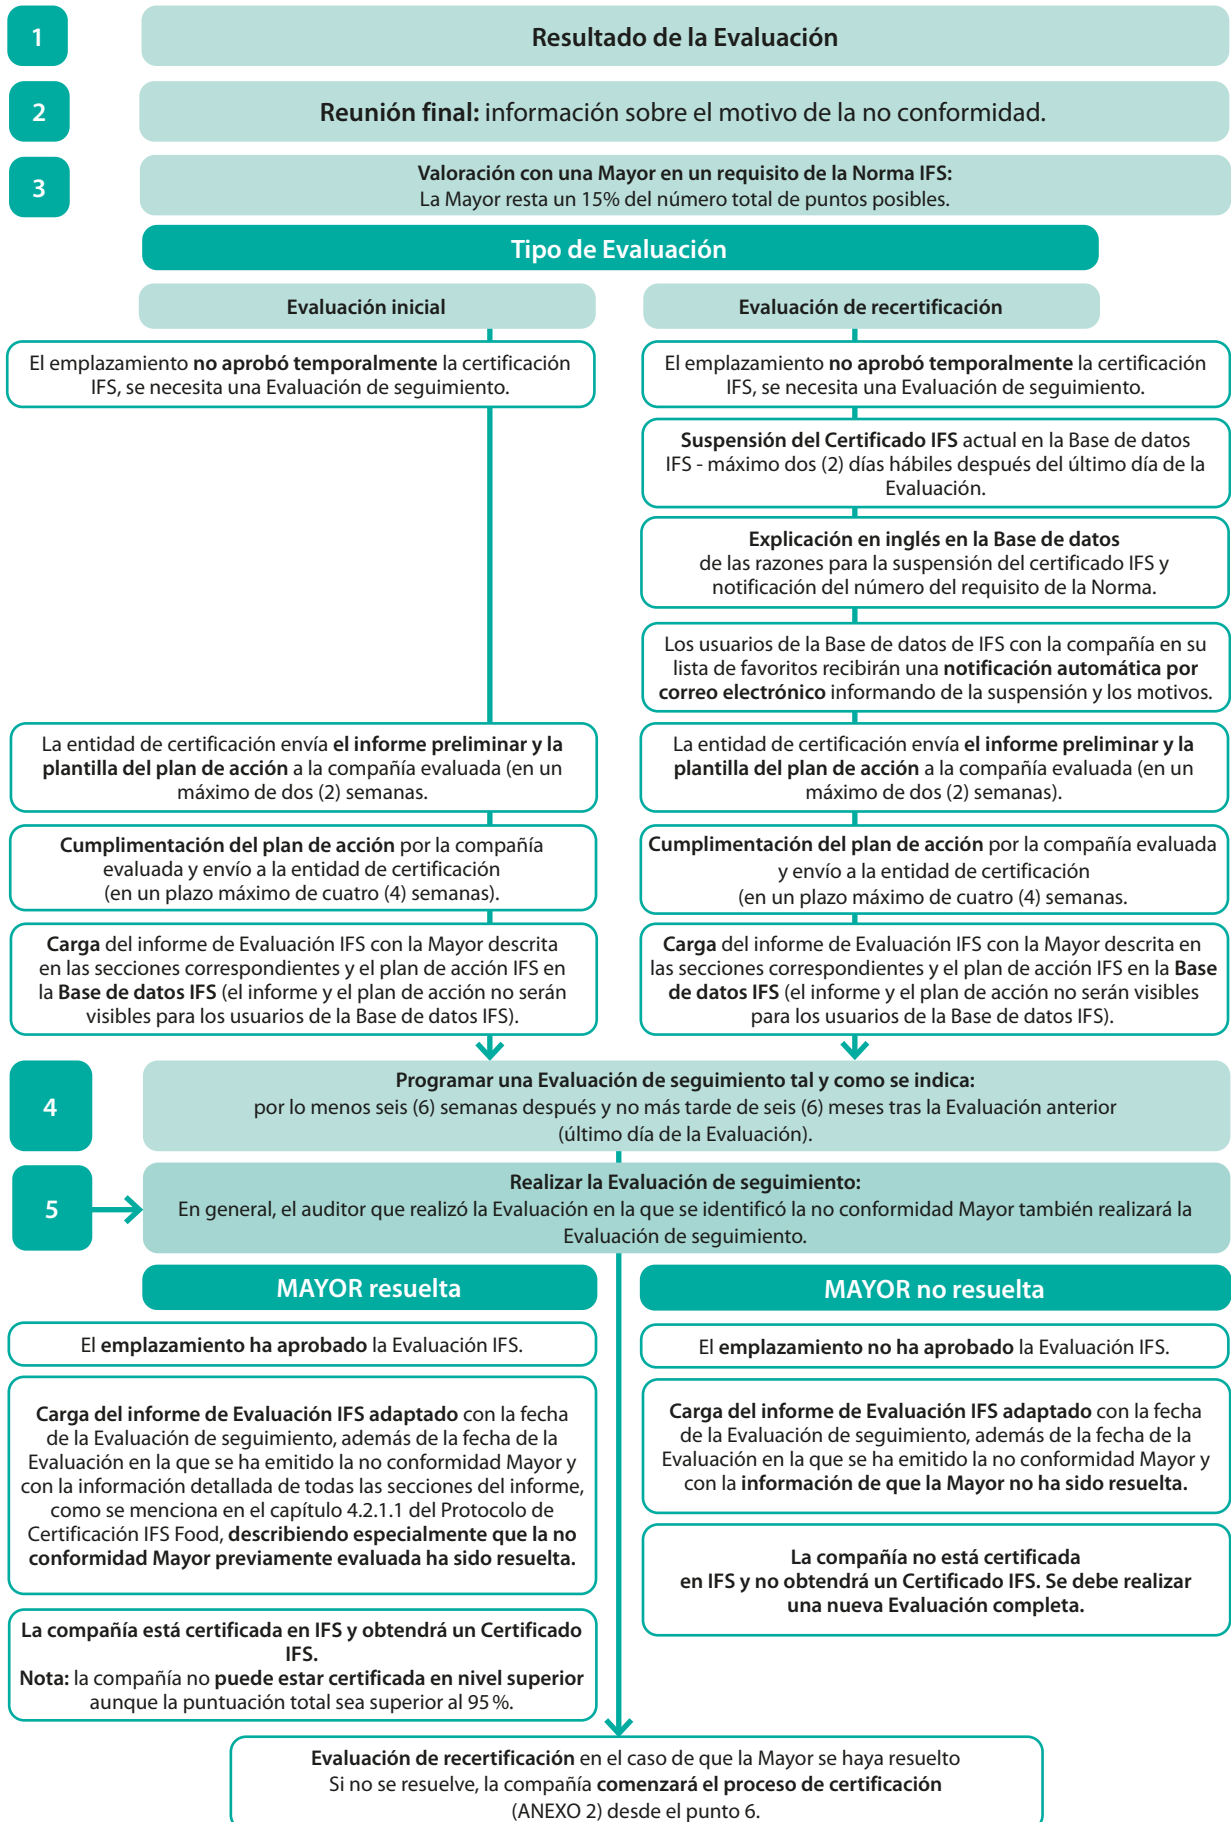 1
Resultado de la Evaluación
2
Reunión final: información sobre el motivo de la no conformidad.
3
Valoración con una Mayor en un requisito de la Norma IFS:
La Mayor resta un 15% del número total de puntos posibles.
Tipo de Evaluación
Evaluación inicial
El emplazamiento no aprobó temporalmente la certificación
IFS, se necesita una Evaluación de seguimiento.
La entidad de certificación envía el informe preliminar y la
plantilla del plan de acción a la compañía evaluada (en un
máximo de dos (2) semanas.
Cumplimentación del plan de acción por la compañía
evaluada y envío a la entidad de certificación
(en un plazo máximo de cuatro (4) semanas).
Carga del informe de Evaluación IFS con la Mayor descrita
en las secciones correspondientes y el plan de acción IFS en
la Base de datos IFS (el informe y el plan de acción no serán
visibles para los usuarios de la Base de datos IFS).
Evaluación de recertificación
El emplazamiento no aprobó temporalmente la certificación
IFS, se necesita una Evaluación de seguimiento.
Suspensión del Certificado IFS actual en la Base de datos
IFS - máximo dos (2) días hábiles después del último día de la
Evaluación.
Explicación en inglés en la Base de datos
de las razones para la suspensión del certificado IFS y
notificación del número del requisito de la Norma.
Los usuarios de la Base de datos de IFS con la compañía en su
lista de favoritos recibirán una notificación automática por
correo electrónico informando de la suspensión y los motivos.
La entidad de certificación envía el informe preliminar y la
plantilla del plan de acción a la compañía evaluada (en un
máximo de dos (2) semanas).
Cumplimentación del plan de acción por la compañía evaluada
y envío a la entidad de certificación
(en un plazo máximo de cuatro (4) semanas.
Carga del informe de Evaluación IFS con la Mayor descrita en
las secciones correspondientes y el plan de acción IFS en la Base
de datos IFS (el informe y el plan de acción no serán visibles
para los usuarios de la Base de datos IFS).
4
Programar una Evaluación de seguimiento tal y como se indica:
por lo menos seis (6) semanas después y no más tarde de seis (6) meses tras la Evaluación anterior
(último día de la Evaluación).
5
Realizar la Evaluación de seguimiento:
En general, el auditor que realizó la Evaluación en la que se identificó la no conformidad Mayor también realizará la
Evaluación de seguimiento.
MAYOR resuelta
El emplazamiento ha aprobado la Evaluación IFS.
Carga del informe de Evaluación IFS adaptado con la fecha
de la Evaluación de seguimiento, además de la fecha de la
Evaluación en la que se ha emitido la no conformidad Mayor y
con la información detallada de todas las secciones del informe,
como se menciona en el capítulo 4.2.1.1 del Protocolo de
Certificación IFS Food, describiendo especialmente que la no
conformidad Mayor previamente evaluada ha sido resuelta.
La compañía está certificada en IFS y obtendrá un Certificado
IFS.
Nota: la compañía no puede estar certificada en nivel superior
aunque la puntuación total sea superior al 95 %.
MAYOR no resuelta
El emplazamiento no ha aprobado la Evaluación IFS.
Carga del informe de Evaluación IFS adaptado con la fecha
de la Evaluación de seguimiento, además de la fecha de la
Evaluación en la que se ha emitido la no conformidad Mayor y
con la información de que la Mayor no ha sido resuelta.
La compañía no está certificada
en IFS y no obtendrá un Certificado IFS. Se debe realizar
una nueva Evaluación completa.
Evaluación de recertificación en el caso de que la Mayor se haya resuelto
Si no se resuelve, la compañía comenzará el proceso de certificación
(ANEXO 2) desde el punto 6.